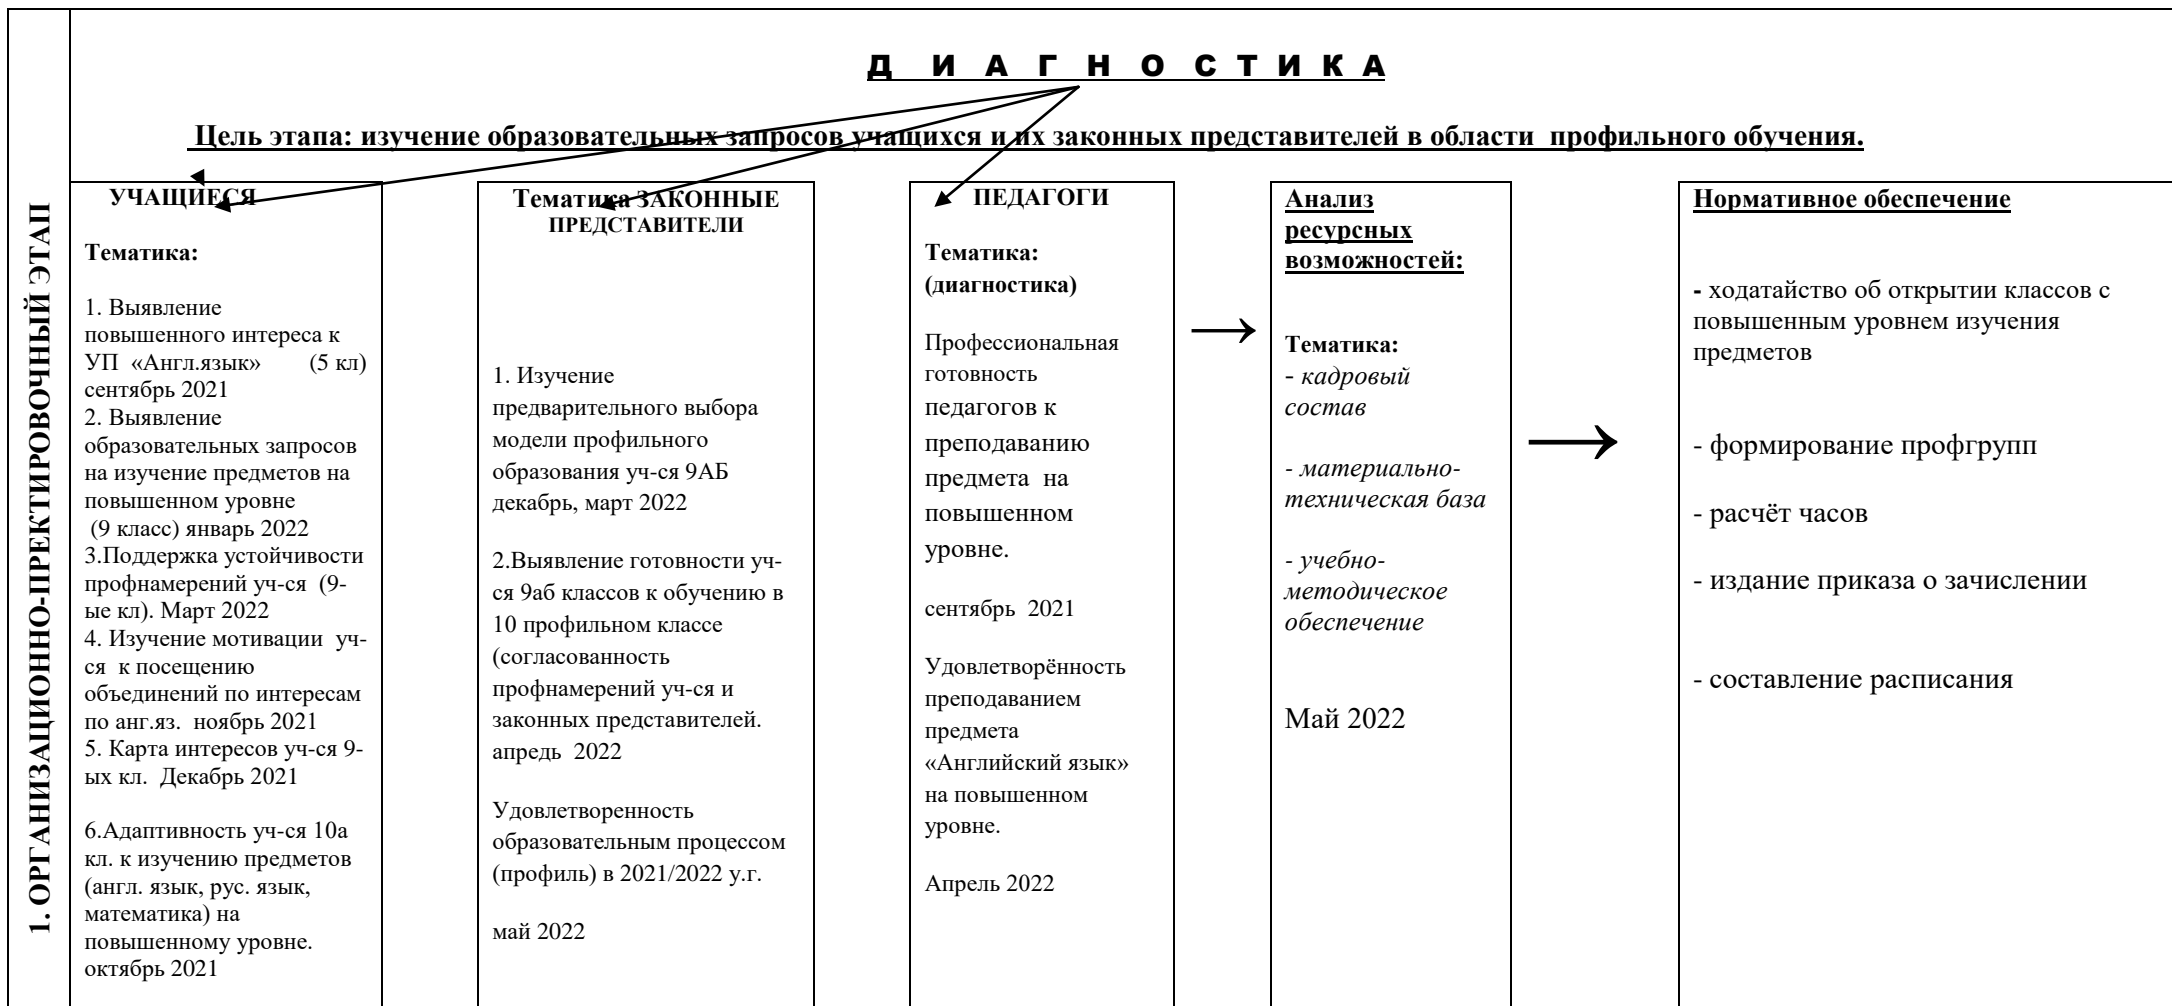 Д И А Г Н О С Т И К А
Цель этапа: изучение образовательных запросов учащихся и их законных представителей в области профильного обучения.
1. ОРГАНИЗАЦИОННО-ПРЕКТИРОВОЧНЫЙ ЭТАП
УЧАЩИЕСЯ
Тематика:
1. Выявление
повышенного интереса к
УП «Англ.язык» (5 кл)
сентябрь 2021
2. Выявление
образовательных запросов
на изучение предметов на
повышенном уровне
(9 класс) январь 2022
3.Поддержка устойчивости
профнамерений уч-ся (9-
ые кл). Март 2022
4. Изучение мотивации уч-
ся к посещению
объединений по интересам
по анг.яз. ноябрь 2021
5. Карта интересов уч-ся 9-
ых кл. Декабрь 2021
6.Адаптивность уч-ся 10а
кл. к изучению предметов
(англ. язык, рус. язык,
математика) на
повышенному уровне.
октябрь 2021
Тематика ЗАКОННЫЕ
ПРЕДСТАВИТЕЛИ
1. Изучение
предварительного выбора
модели профильного
образования уч-ся 9АБ
декабрь, март 2022
2.Выявление готовности уч-
ся 9аб классов к обучению в
10 профильном классе
(согласованность
профнамерений уч-ся и
законных представителей.
апредь 2022
Удовлетворенность
образовательным процессом
(профиль) в 2021/2022 у.г.
май 2022
ПЕДАГОГИ
Тематика:
(диагностика)
Профессиональная
готовность
педагогов к
преподаванию
предмета на
повышенном
уровне.
сентябрь 2021
Удовлетворённость
преподаванием
предмета
«Английский язык»
на повышенном
уровне.
Апрель 2022
Анализ
ресурсных
возможностей:
Тематика:
- кадровый
состав
- материально-
техническая база
- учебно-
методическое
обеспечение
Май 2022
Нормативное обеспечение
- ходатайство об открытии классов с
повышенным уровнем изучения
предметов
- формирование профгрупп
- расчёт часов
- издание приказа о зачислении
- составление расписания